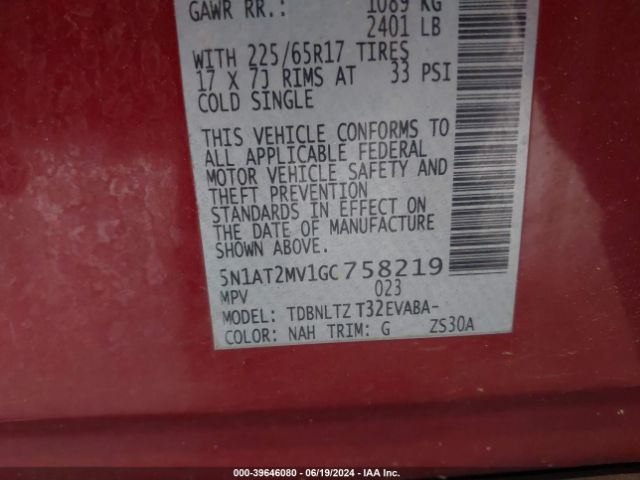 GAWR RR.: 1089 KG
2401 LB
WITH 225/65R17 TIRES
17 X 7J RIMS AT 33 PSI
COLD SINGLE
THIS VEHICLE CONFORMS TO
ALL APPLICABLE FEDERAL
MOTOR VEHICLE SAFETY AND
THEFT PREVENTION
STANDARDS IN EFFECT ON
THE DATE OF MANUFACTURE
SHOWN ABOVE.
5N1AT2MV1GC758219
MPV 023
MODEL: TDBNLTZ T32EVABA-
COLOR: NAH TRIM: G ZS30A
000-39646080 - 06/19/2024 - IAA Inc.